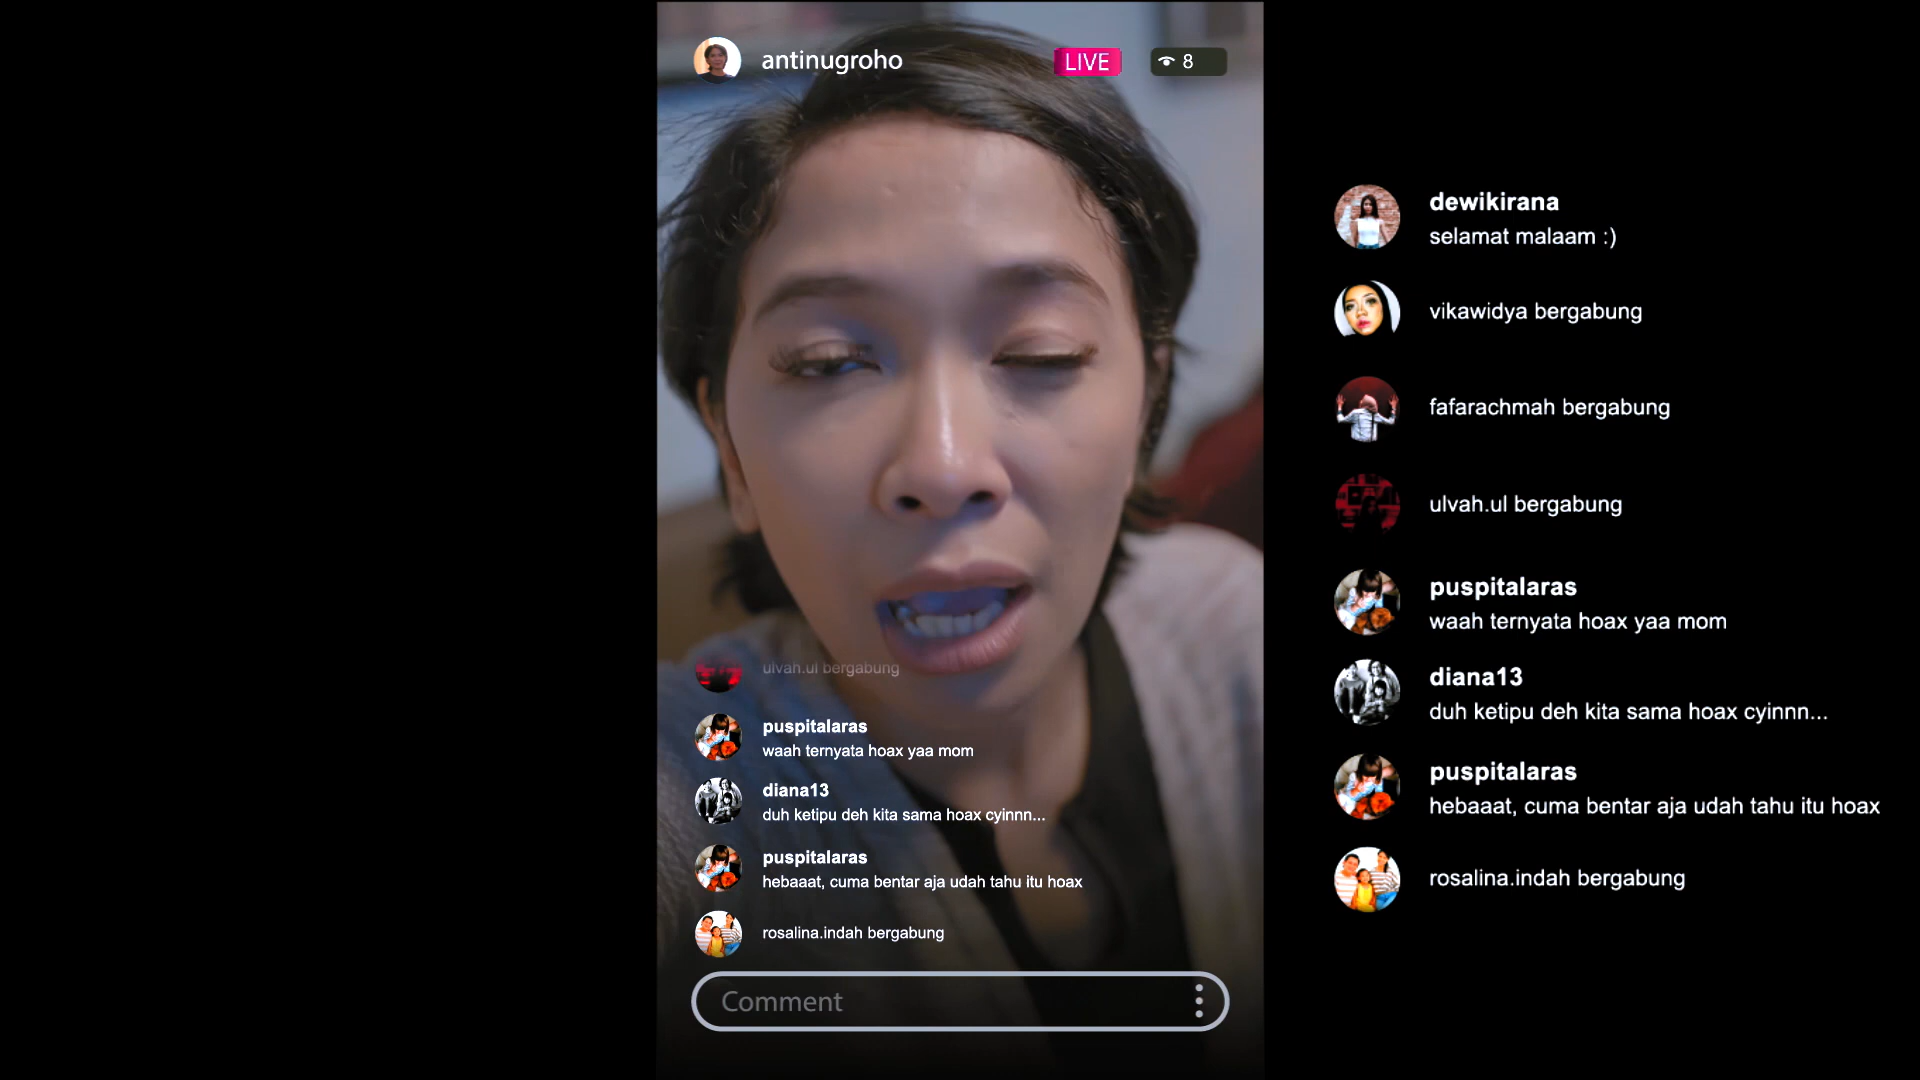 antinugroho
LIVE
8
ulvah.ul bergabung
puspitalaras
waah ternyata hoax yaa mom
diana13
duh ketipu deh kita sama hoax cyinnn...
puspitalaras
hebaaat, cuma bentar aja udah tahu itu hoax
rosalina.indah bergabung
Comment
dewikirana
selamat malaam :)
vikawidya bergabung
fafarachmah bergabung
ulvah.ul bergabung
puspitalaras
waah ternyata hoax yaa mom
diana13
duh ketipu deh kita sama hoax cyinnn...
puspitalaras
hebaaat, cuma bentar aja udah tahu itu hoax
rosalina.indah bergabung